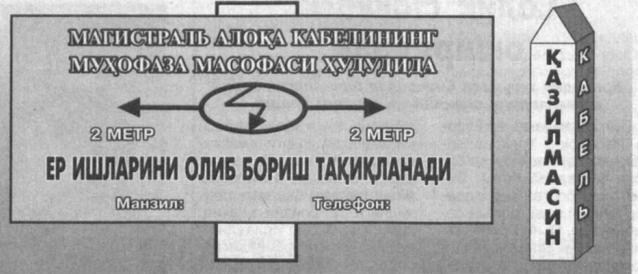 МАГИСТРАЛЬ АЛОҚА КАБЕЛИНИНГ
МУҲОФАЗА МАСОФАСИ ҲУДУДИДА
2 МЕТР 2 МЕТР
ЕР ИШЛАРИНИ ОЛИБ БОРИШ ТАҚИҚЛАНАДИ
Манзил: Телефон:
ҚАЗИЛМАСИН
КАБЕЛЬ